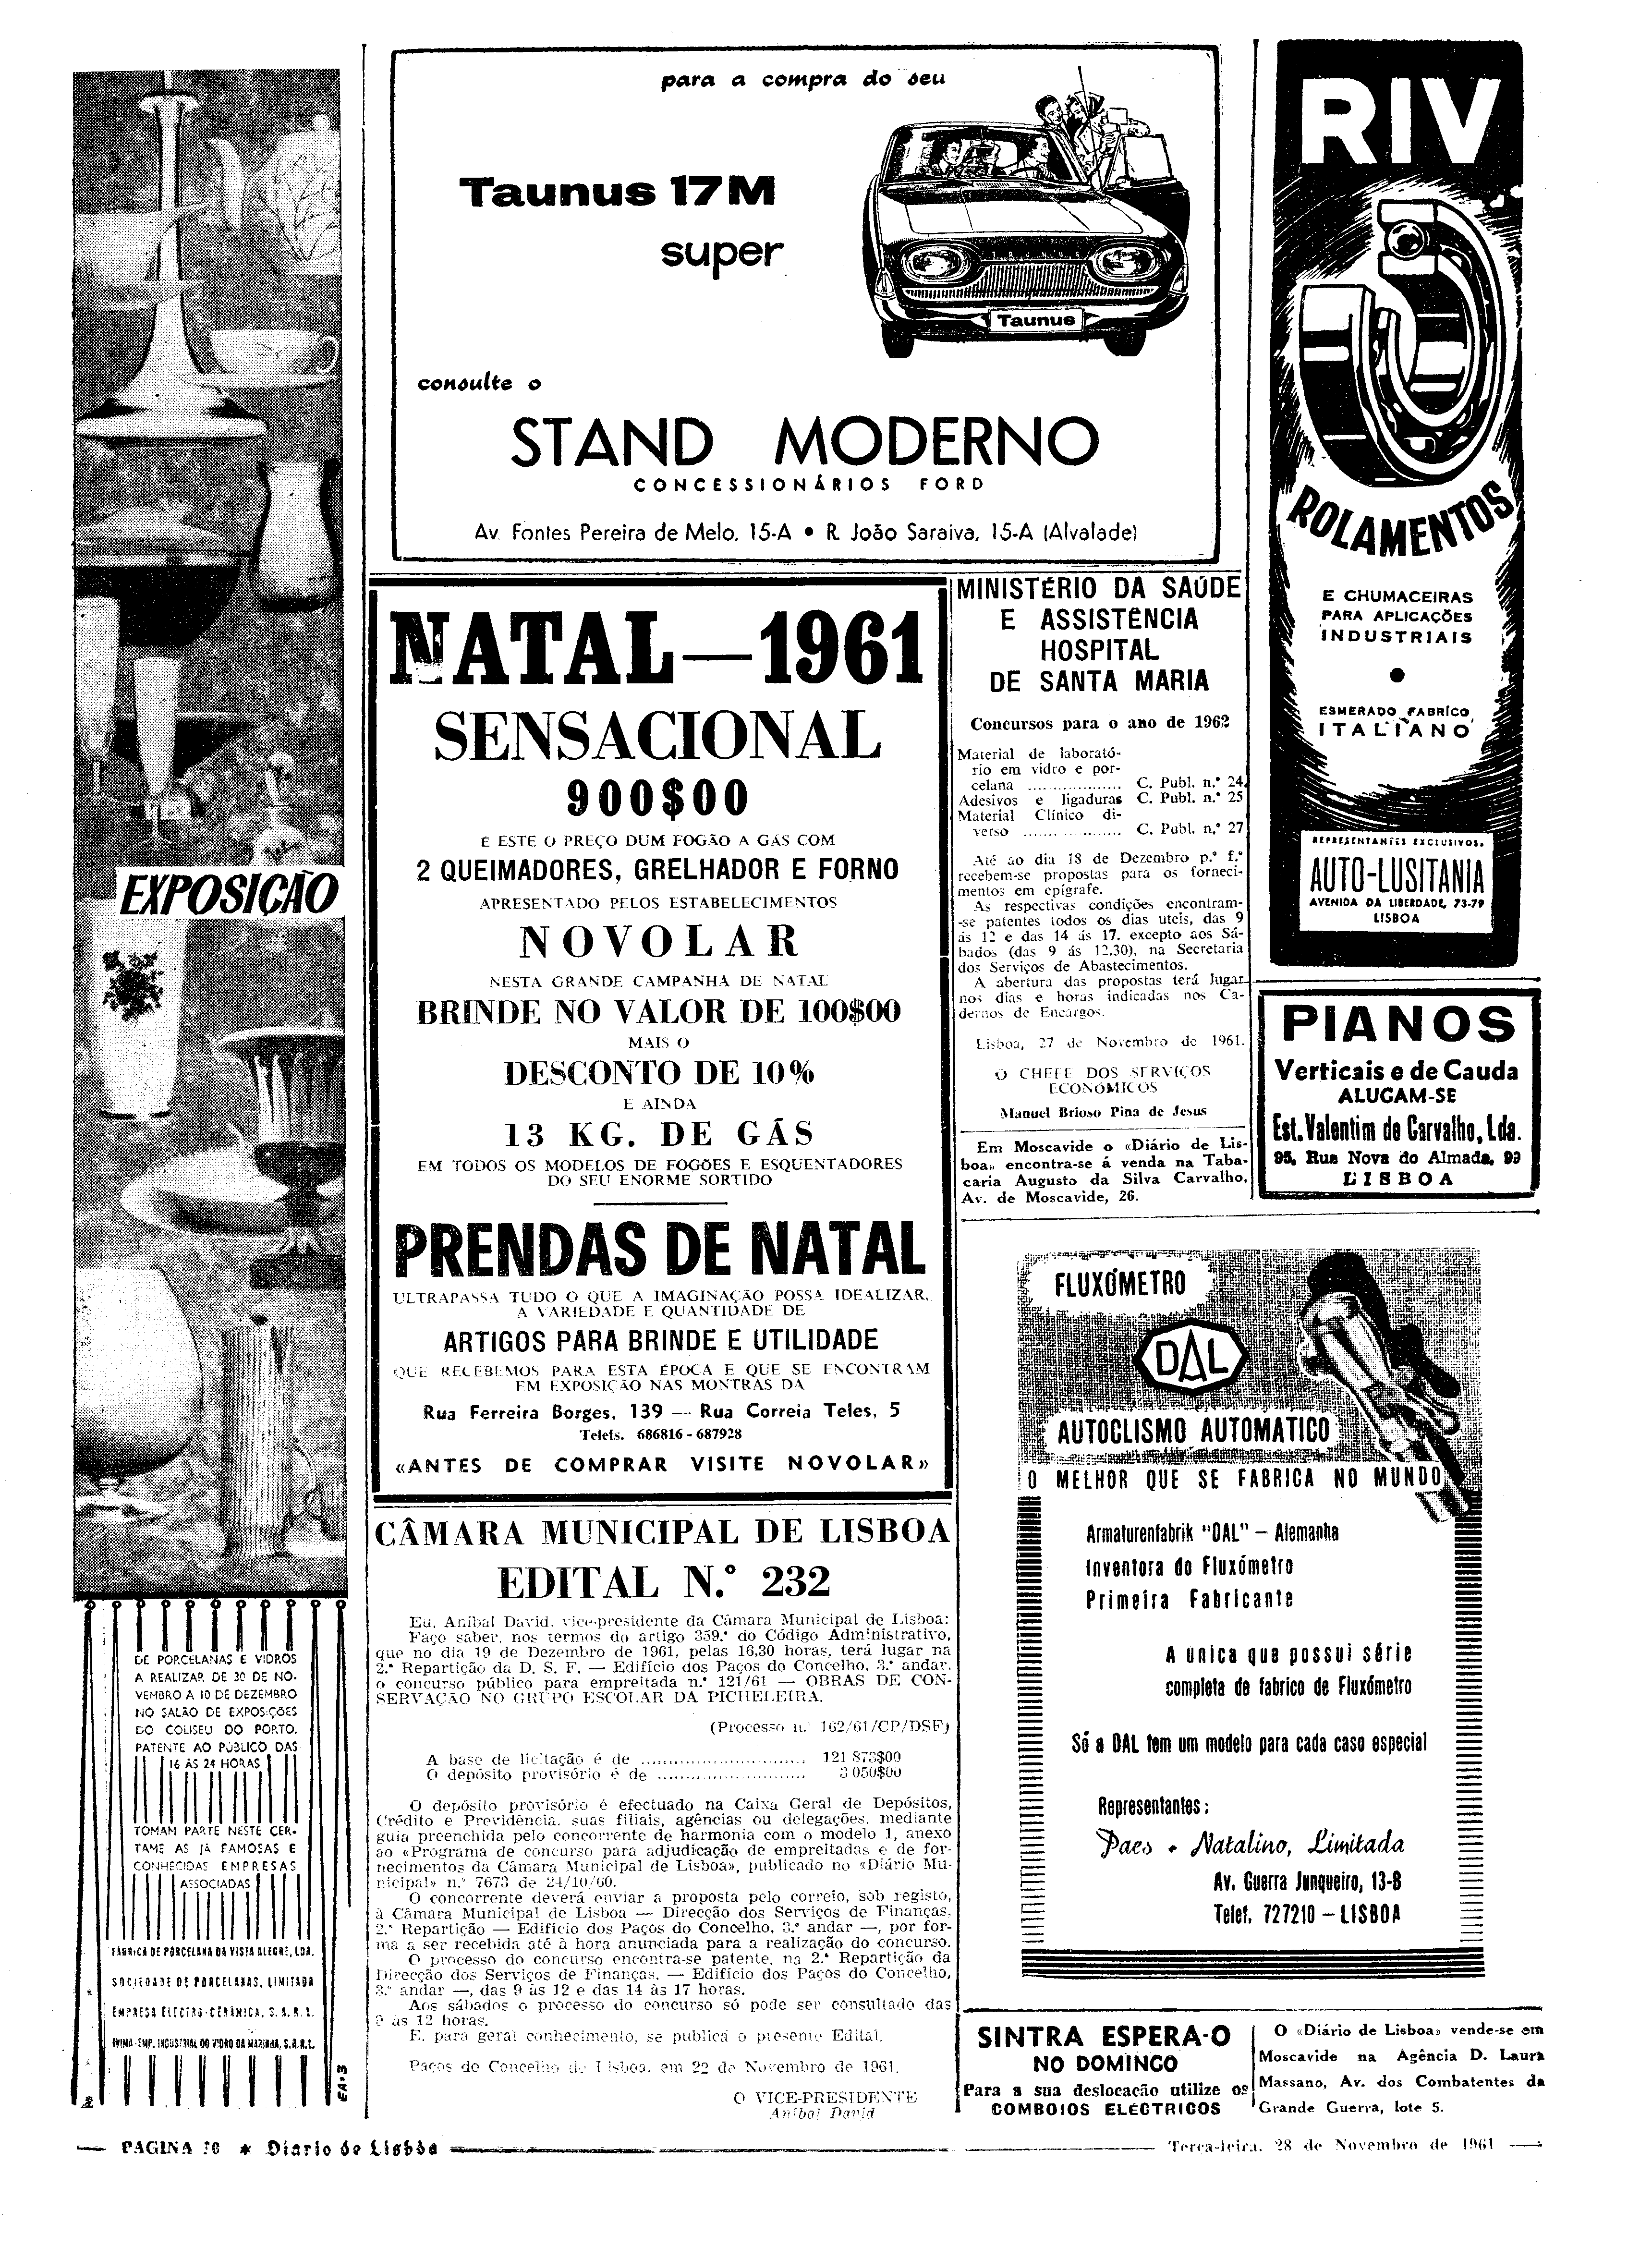 EXPOSIÇÃO
DE PORCELANAS E VIDROS
A REALIZAR DE 30 DE NO-
VEMBRO A 10 DE DEZEMBRO
NO SALÃO DE EXPOSIÇÕES
DO COLISEU DO PORTO,
PATENTE AO PÚBLICO DAS
16 ÀS 24 HORAS
TOMAM PARTE NESTE CER-
TAME AS JÁ FAMOSAS E
CONHECIDAS EMPRESAS
ASSOCIADAS
FÁBRICA DE PORCELANA DA VISTA ALEGRE, LDA.
SOCIEDADE DE PORCELANAS, LIMITADA
EMPRESA ELECTRO-CERÂMICA, S.A.R.L.
IVIMA-EMP. INDUSTRIAL DO VIDRO DA MARINHA, S.A.R.L.
EA-3
para a compra do seu
Taunus 17M
super
Taunus
consulte o
STAND MODERNO
CONCESSIONÁRIOS FORD
Av. Fontes Pereira de Melo, 15-A • R. João Saraiva, 15-A (Alvalade)
NATAL—1961
SENSACIONAL
900$00
É ESTE O PREÇO DUM FOGÃO A GÁS COM
2 QUEIMADORES, GRELHADOR E FORNO
APRESENTADO PELOS ESTABELECIMENTOS
NOVOLAR
NESTA GRANDE CAMPANHA DE NATAL
BRINDE NO VALOR DE 100$00
MAIS O
DESCONTO DE 10%
E AINDA
13 KG. DE GÁS
EM TODOS OS MODELOS DE FOGÕES E ESQUENTADORES
DO SEU ENORME SORTIDO
PRENDAS DE NATAL
ULTRAPASSA TUDO O QUE A IMAGINAÇÃO POSSA IDEALIZAR,
A VARIEDADE E QUANTIDADE DE
ARTIGOS PARA BRINDE E UTILIDADE
QUE RECEBEMOS PARA ESTA ÉPOCA E QUE SE ENCONTRAM
EM EXPOSIÇÃO NAS MONTRAS DA
Rua Ferreira Borges, 139 — Rua Correia Teles, 5
Telefs. 686816 - 687928
«ANTES DE COMPRAR VISITE NOVOLAR»
CÂMARA MUNICIPAL DE LISBOA
EDITAL N.° 232
Eu, Aníbal David, vice-presidente da Câmara Municipal de Lisboa:
Faço saber, nos termos do artigo 359.° do Código Administrativo,
que no dia 19 de Dezembro de 1961, pelas 16,30 horas, terá lugar na
2.ª Repartição da D. S. F. — Edifício dos Paços do Concelho, 3.° andar,
o concurso público para empreitada n.° 121/61 — OBRAS DE CON-
SERVAÇÃO NO GRUPO ESCOLAR DA PICHELEIRA.
(Processo n.° 162/61/CP/DSF)
A base de licitação é de .............................. 121 873$00
O depósito provisório é de ........................... 3 050$00
O depósito provisório é efectuado na Caixa Geral de Depósitos,
Crédito e Previdência, suas filiais, agências ou delegações, mediante
guia preenchida pelo concorrente de harmonia com o modelo 1, anexo
ao «Programa de concurso para adjudicação de empreitadas e de for-
necimentos da Câmara Municipal de Lisboa», publicado no «Diário Mu-
nicipal» n.° 7673 de 24/10/60.
O concorrente deverá enviar a proposta pelo correio, sob registo,
à Câmara Municipal de Lisboa — Direcção dos Serviços de Finanças,
2.ª Repartição — Edifício dos Paços do Concelho, 3.° andar —, por for-
ma a ser recebida até à hora anunciada para a realização do concurso.
O processo do concurso encontra-se patente, na 2.ª Repartição da
Direcção dos Serviços de Finanças, — Edifício dos Paços do Concelho,
3.° andar —, das 9 às 12 e das 14 às 17 horas.
Aos sábados o processo do concurso só pode ser consultado das
9 às 12 horas.
E, para geral conhecimento, se publica o presente Edital.
Paços do Concelho de Lisboa, em 22 de Novembro de 1961.
O VICE-PRESIDENTE
Aníbal David
MINISTÉRIO DA SAÚDE
E ASSISTÊNCIA
HOSPITAL
DE SANTA MARIA
Concursos para o ano de 1962
Material de laborató-
rio em vidro e por-
celana .................. C. Publ. n.° 24
Adesivos e ligaduras C. Publ. n.° 25
Material Clínico di-
verso .................. C. Publ. n.° 27
Até ao dia 18 de Dezembro p.° f.°
recebem-se propostas para os forneci-
mentos em epígrafe.
As respectivas condições encontram-
-se patentes todos os dias uteis, das 9
ás 12 e das 14 ás 17, excepto aos Sá-
bados (das 9 ás 12,30), na Secretaria
dos Serviços de Abastecimentos.
A abertura das propostas terá lugar
nos dias e horas indicadas nos Ca-
dernos de Encargos.
Lisboa, 27 de Novembro de 1961.
O CHEFE DOS SERVIÇOS
ECONÓMICOS
Manuel Brioso Pina de Jesus
Em Moscavide o «Diário de Lis-
boa» encontra-se á venda na Taba-
caria Augusto da Silva Carvalho,
Av. de Moscavide, 26.
RIV
ROLAMENTOS
E CHUMACEIRAS
PARA APLICAÇÕES
INDUSTRIAIS
•
ESMERADO FABRÍCO
ITALIANO
REPRESENTANTES EXCLUSIVOS.
AUTO-LUSITANIA
AVENIDA DA LIBERDADE, 73-79
LISBOA
PIANOS
Verticais e de Cauda
ALUGAM-SE
Est. Valentim de Carvalho, Lda.
95, Rua Nova do Almada, 99
LISBOA
FLUXÓMETRO
DAL
AUTOCLISMO AUTOMATICO
O MELHOR QUE SE FABRICA NO MUNDO
Armaturenfabrik "DAL" — Alemanha
Inventora do Fluxómetro
Primeira Fabricante
A unica que possui série
completa de fabrico de Fluxómetro
Só a DAL tem um modelo para cada caso especial
Representantes:
Paes & Natalino, Limitada
Av. Guerra Junqueiro, 13-B
Telef. 727210 — LISBOA
SINTRA ESPERA-O
NO DOMINGO
Para a sua deslocação utilize os
COMBOIOS ELÉCTRICOS
O «Diário de Lisboa» vende-se em
Moscavide na Agência D. Laura
Massano, Av. dos Combatentes da
Grande Guerra, lote 5.
PAGINA 10 * Diario de Lisbôa
Terça-feira, 28 de Novembro de 1961